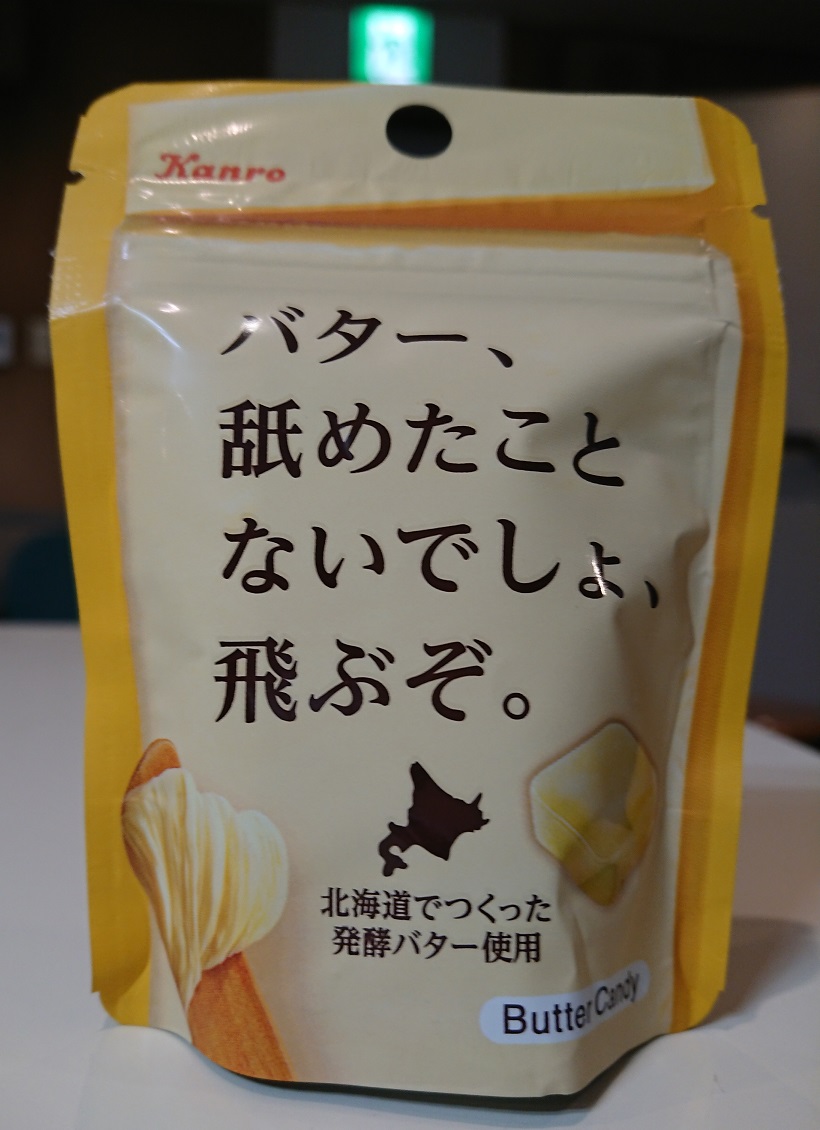 Kanro
バター、
舐めたこと
ないでしょ、
飛ぶぞ。
北海道でつくった
発酵バター使用
Butter Candy